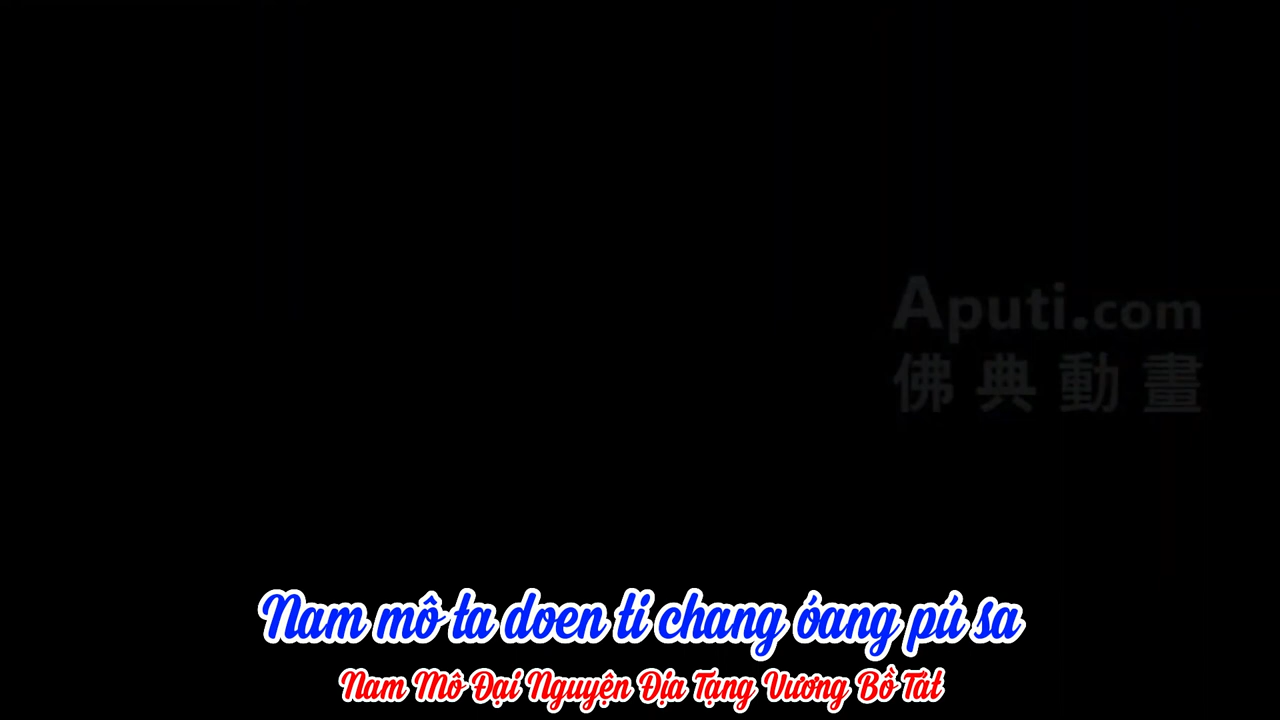 Aputi.com
佛典動畫
Nam mô ta doen ti chang óang pú sa
Nam Mô Đại Nguyện Địa Tạng Vương Bồ Tát